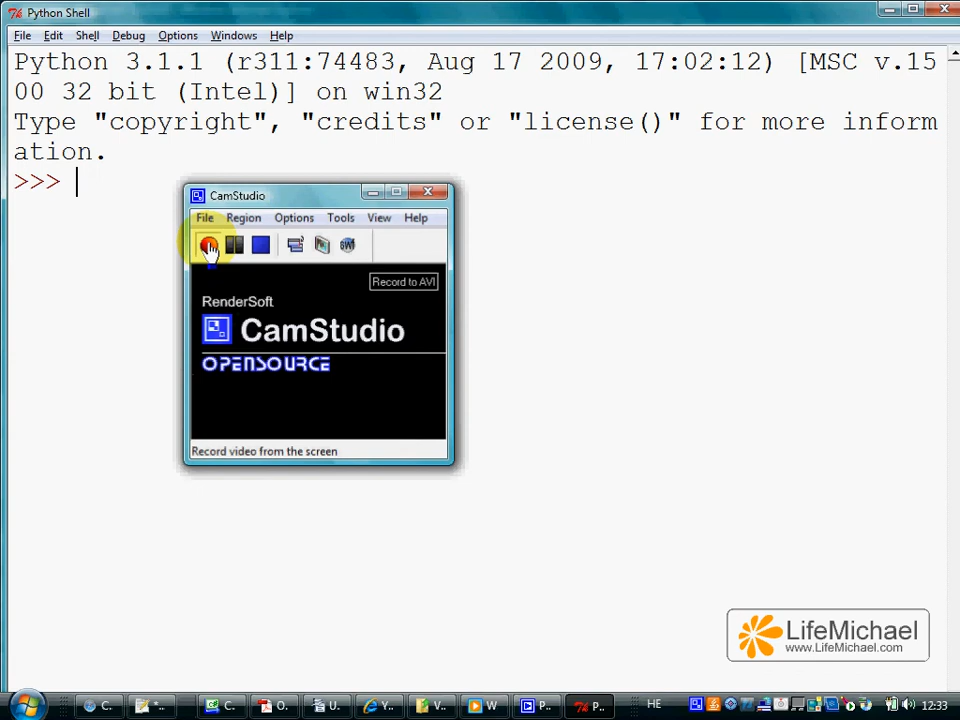 Python Shell
File Edit Shell Debug Options Windows Help
Python 3.1.1 (r311:74483, Aug 17 2009, 17:02:12) [MSC v.15
00 32 bit (Intel)] on win32
Type "copyright", "credits" or "license()" for more inform
ation.
>>>
CamStudio
File Region Options Tools View Help
Record to AVI
RenderSoft
CamStudio
OPENSOURCE
Record video from the screen
LifeMichael
www.LifeMichael.com
C.. *.. C.. O.. U.. Y.. V.. W P.. P.. HE 12:33